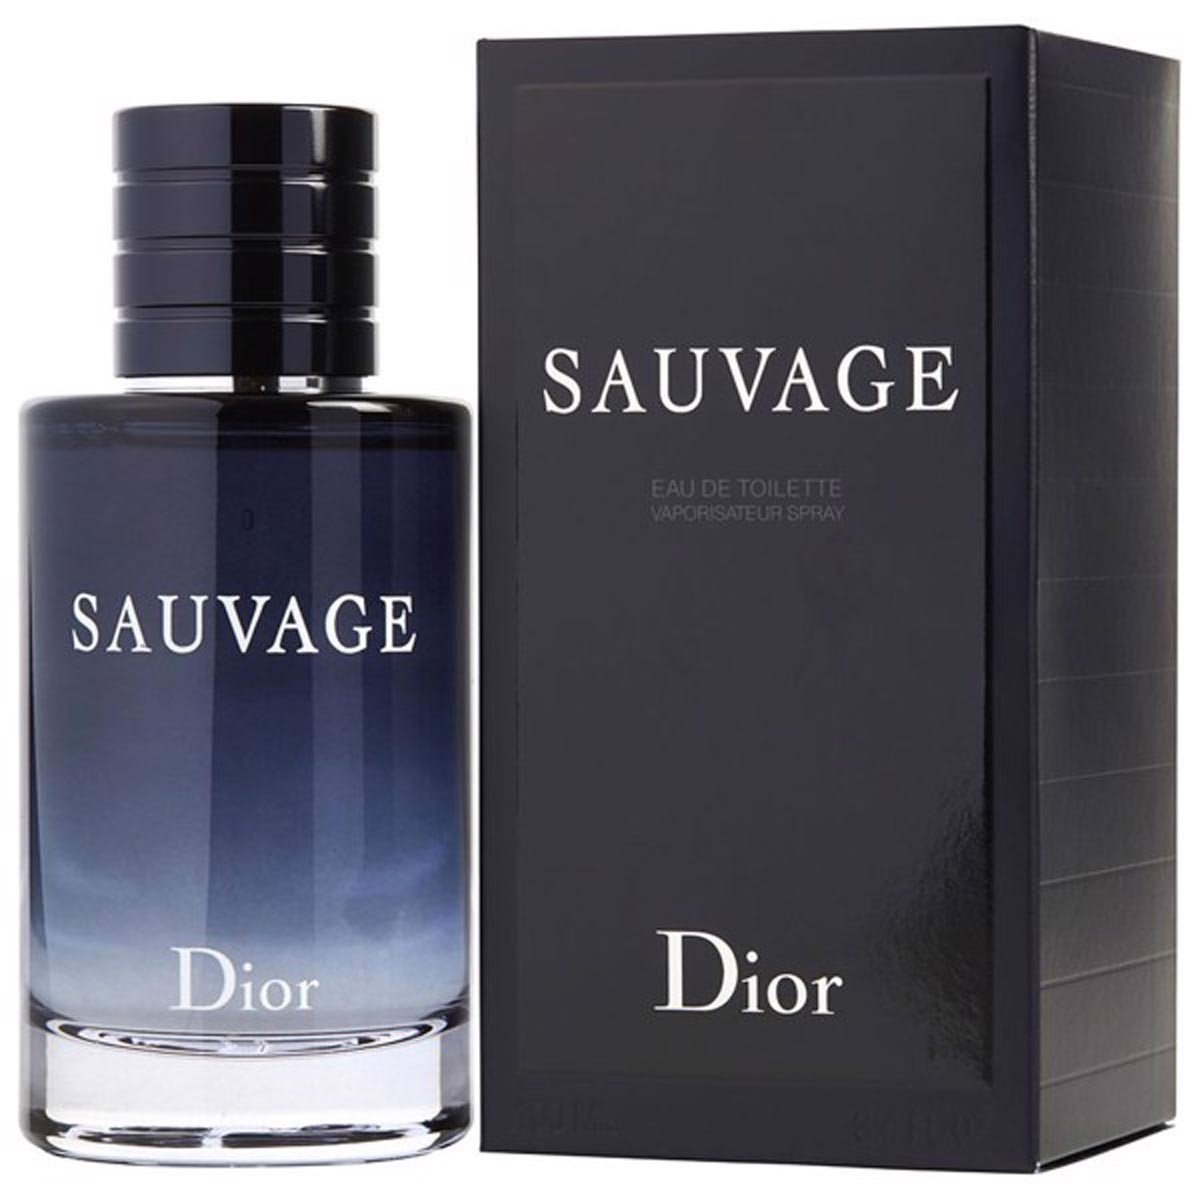 SAUVAGE
Dior
SAUVAGE
EAU DE TOILETTE
VAPORISATEUR SPRAY
Dior